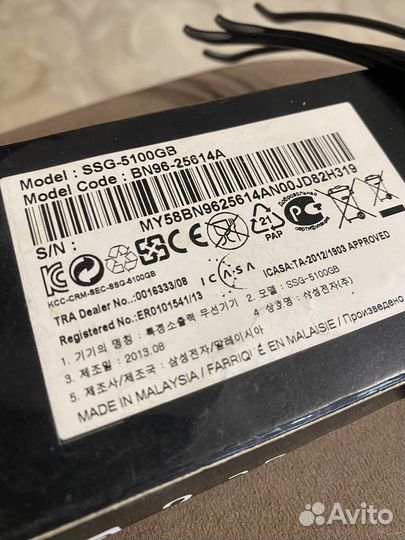 Model : SSG-5100GB
Model Code : BN96-25614A
S/N :
MY58BN9625614AN001D82H319
KCC-CRM-SEC-SSG-5100GB
CE
20
PAP
ICASA
TRA Dealer No.:0016333/08
ICASA:TA-2012/1903 APPROVED
Registered No.:ER0101541/13
1. 기기의 명칭 : 특정소출력 무선기기 2. 모델 : SSG-5100GB
3. 제조일 : 2013.08 4 상호명 : 삼성전자(주)
5. 제조사/제조국 : 삼성전자/말레이시아
MADE IN MALAYSIA / FABRIQUÉ EN MALAISIE / Произведено
Avito